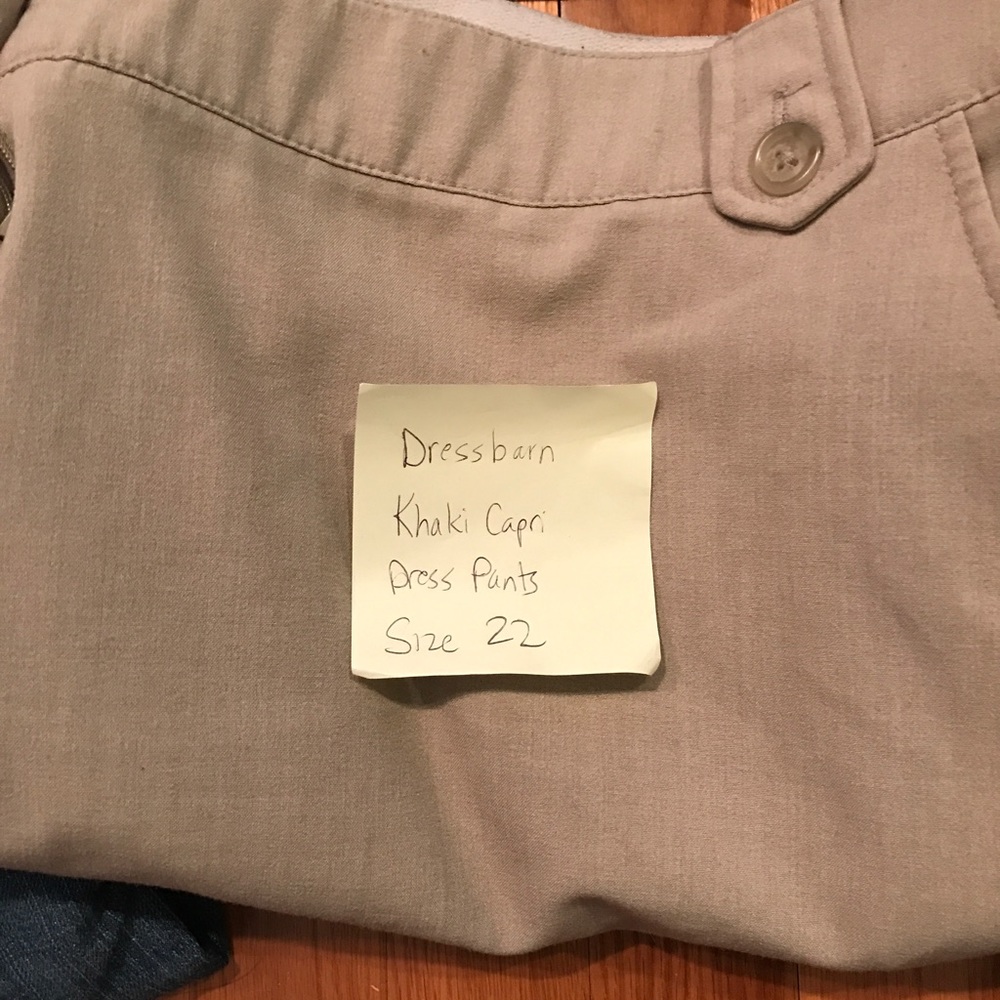 Dressbarn
Khaki Capri
Dress Pants
Size 22